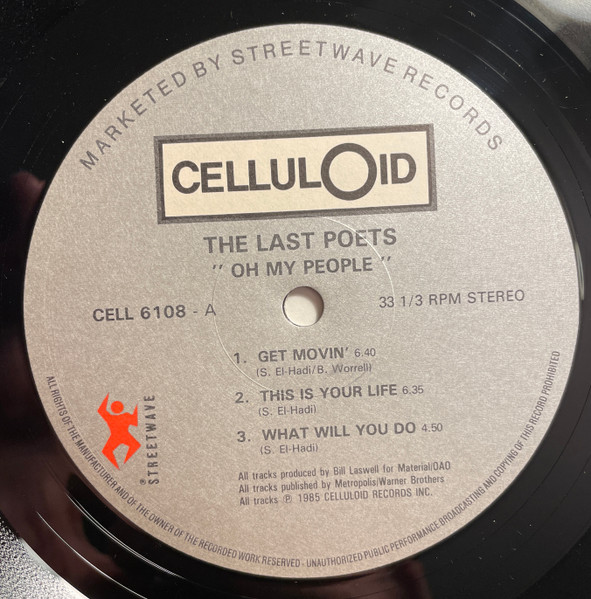 MARKETED BY STREETWAVE RECORDS
CELLULOID
THE LAST POETS
" OH MY PEOPLE "
CELL 6108 - A
33 1/3 RPM STEREO
1. GET MOVIN' 6.40
(S. El-Hadi/B. Worrell)
2. THIS IS YOUR LIFE 6.35
(S. El-Hadi)
3. WHAT WILL YOU DO 4.50
(S. El-Hadi)
® STREETWAVE
All tracks produced by Bill Laswell for Material/OAO
All tracks published by Metropolis/Warner Brothers
All tracks ℗ 1985 CELLULOID RECORDS INC.
ALL RIGHTS OF THE MANUFACTURER AND OF THE OWNER OF THE RECORDED WORK RESERVED - UNAUTHORIZED PUBLIC PERFORMANCE BROADCASTING AND COPYING OF THIS RECORD PROHIBITED